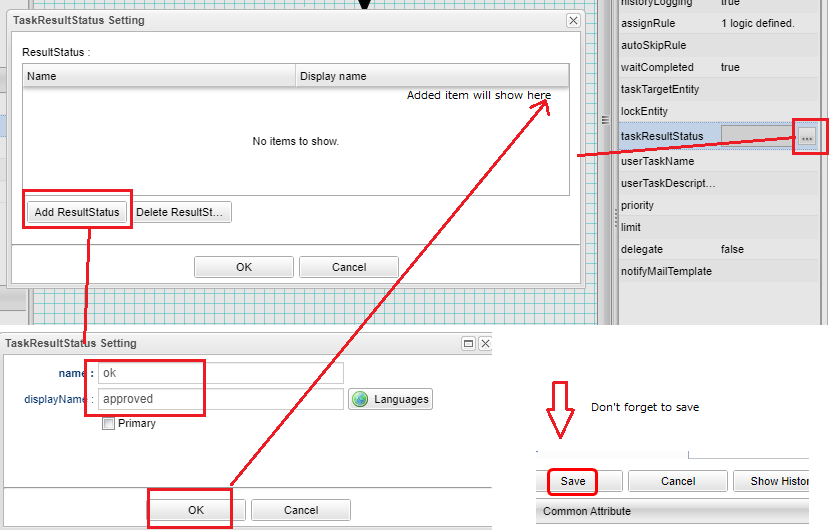 TaskResultStatus Setting
ResultStatus :
Name
Display name
Added item will show here
No items to show.
Add ResultStatus
Delete ResultSt...
OK
Cancel
historyLogging true
assignRule 1 logic defined.
autoSkipRule
waitCompleted true
taskTargetEntity
lockEntity
taskResultStatus ...
userTaskName
userTaskDescript...
priority
limit
delegate false
notifyMailTemplate
TaskResultStatus Setting
name : ok
displayName : approved
Languages
Primary
OK
Cancel
Don't forget to save
Save
Cancel
Show Histor
Common Attribute